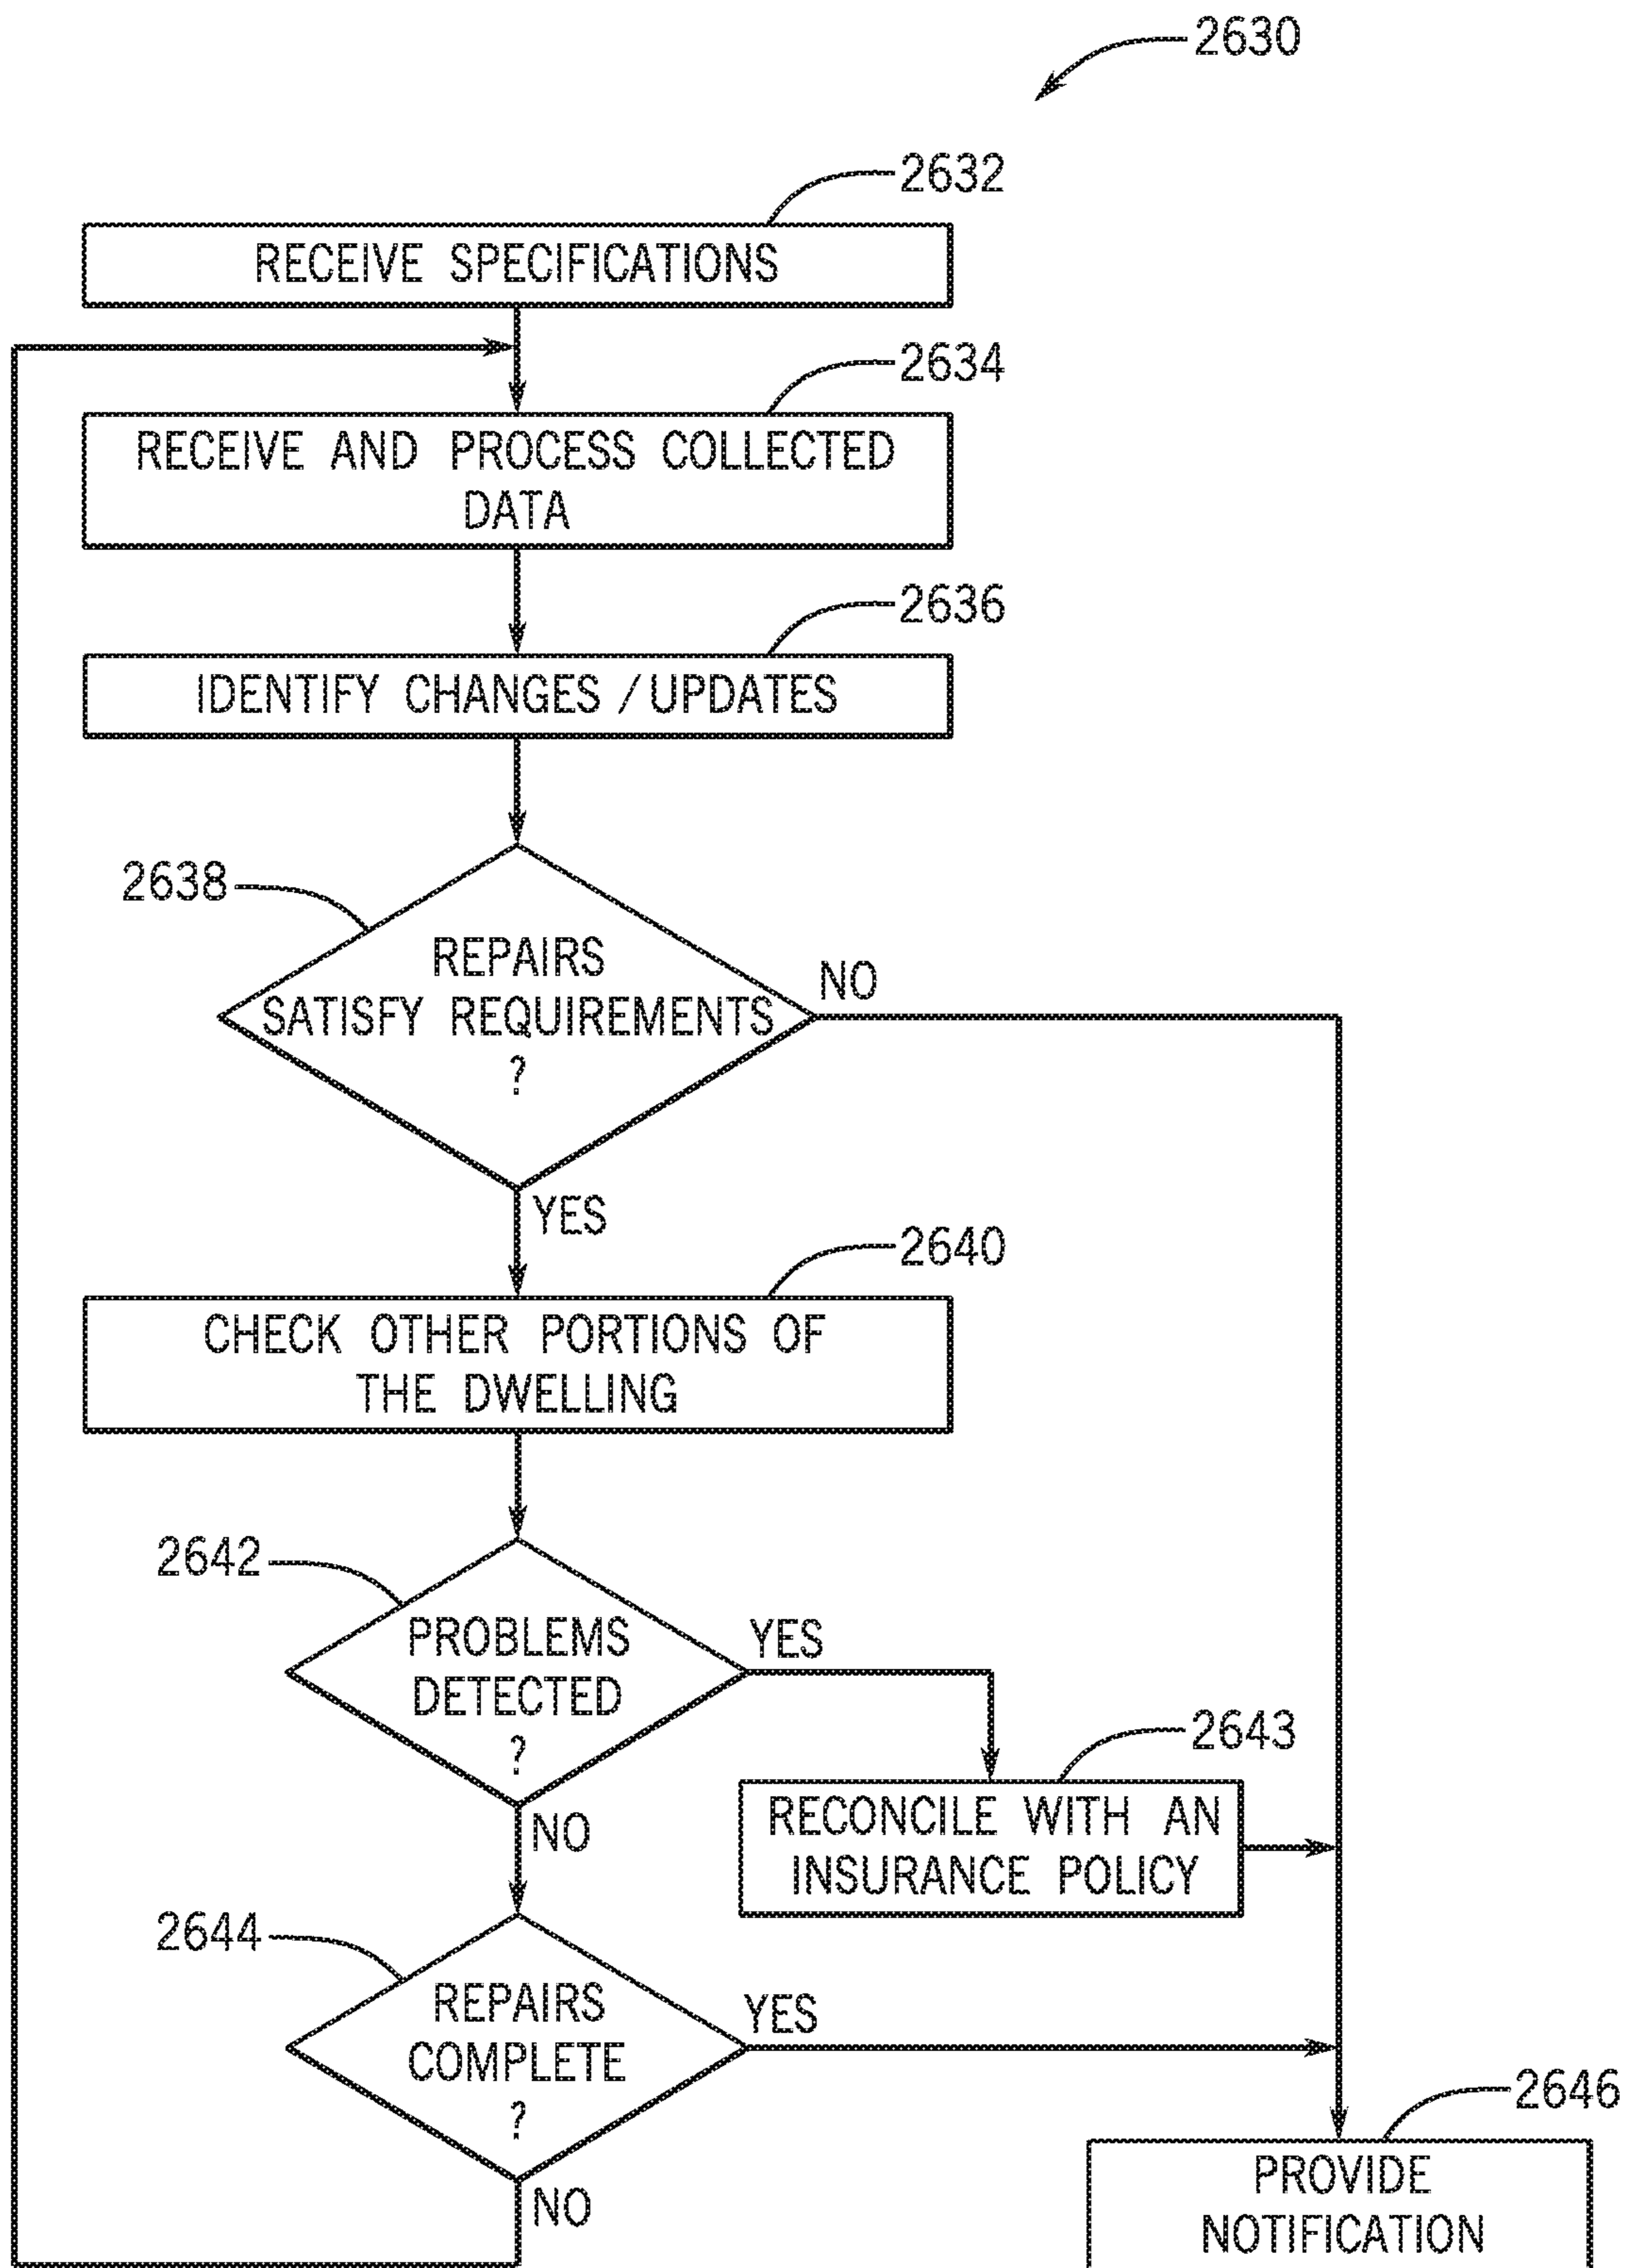 2630
2632
RECEIVE SPECIFICATIONS
2634
RECEIVE AND PROCESS COLLECTED
DATA
2636
IDENTIFY CHANGES / UPDATES
2638
REPAIRS
SATISFY REQUIREMENTS
?
NO
YES
2640
CHECK OTHER PORTIONS OF
THE DWELLING
2642
PROBLEMS
DETECTED
?
YES
NO
2643
RECONCILE WITH AN
INSURANCE POLICY
2644
REPAIRS
COMPLETE
?
YES
NO
2646
PROVIDE
NOTIFICATION